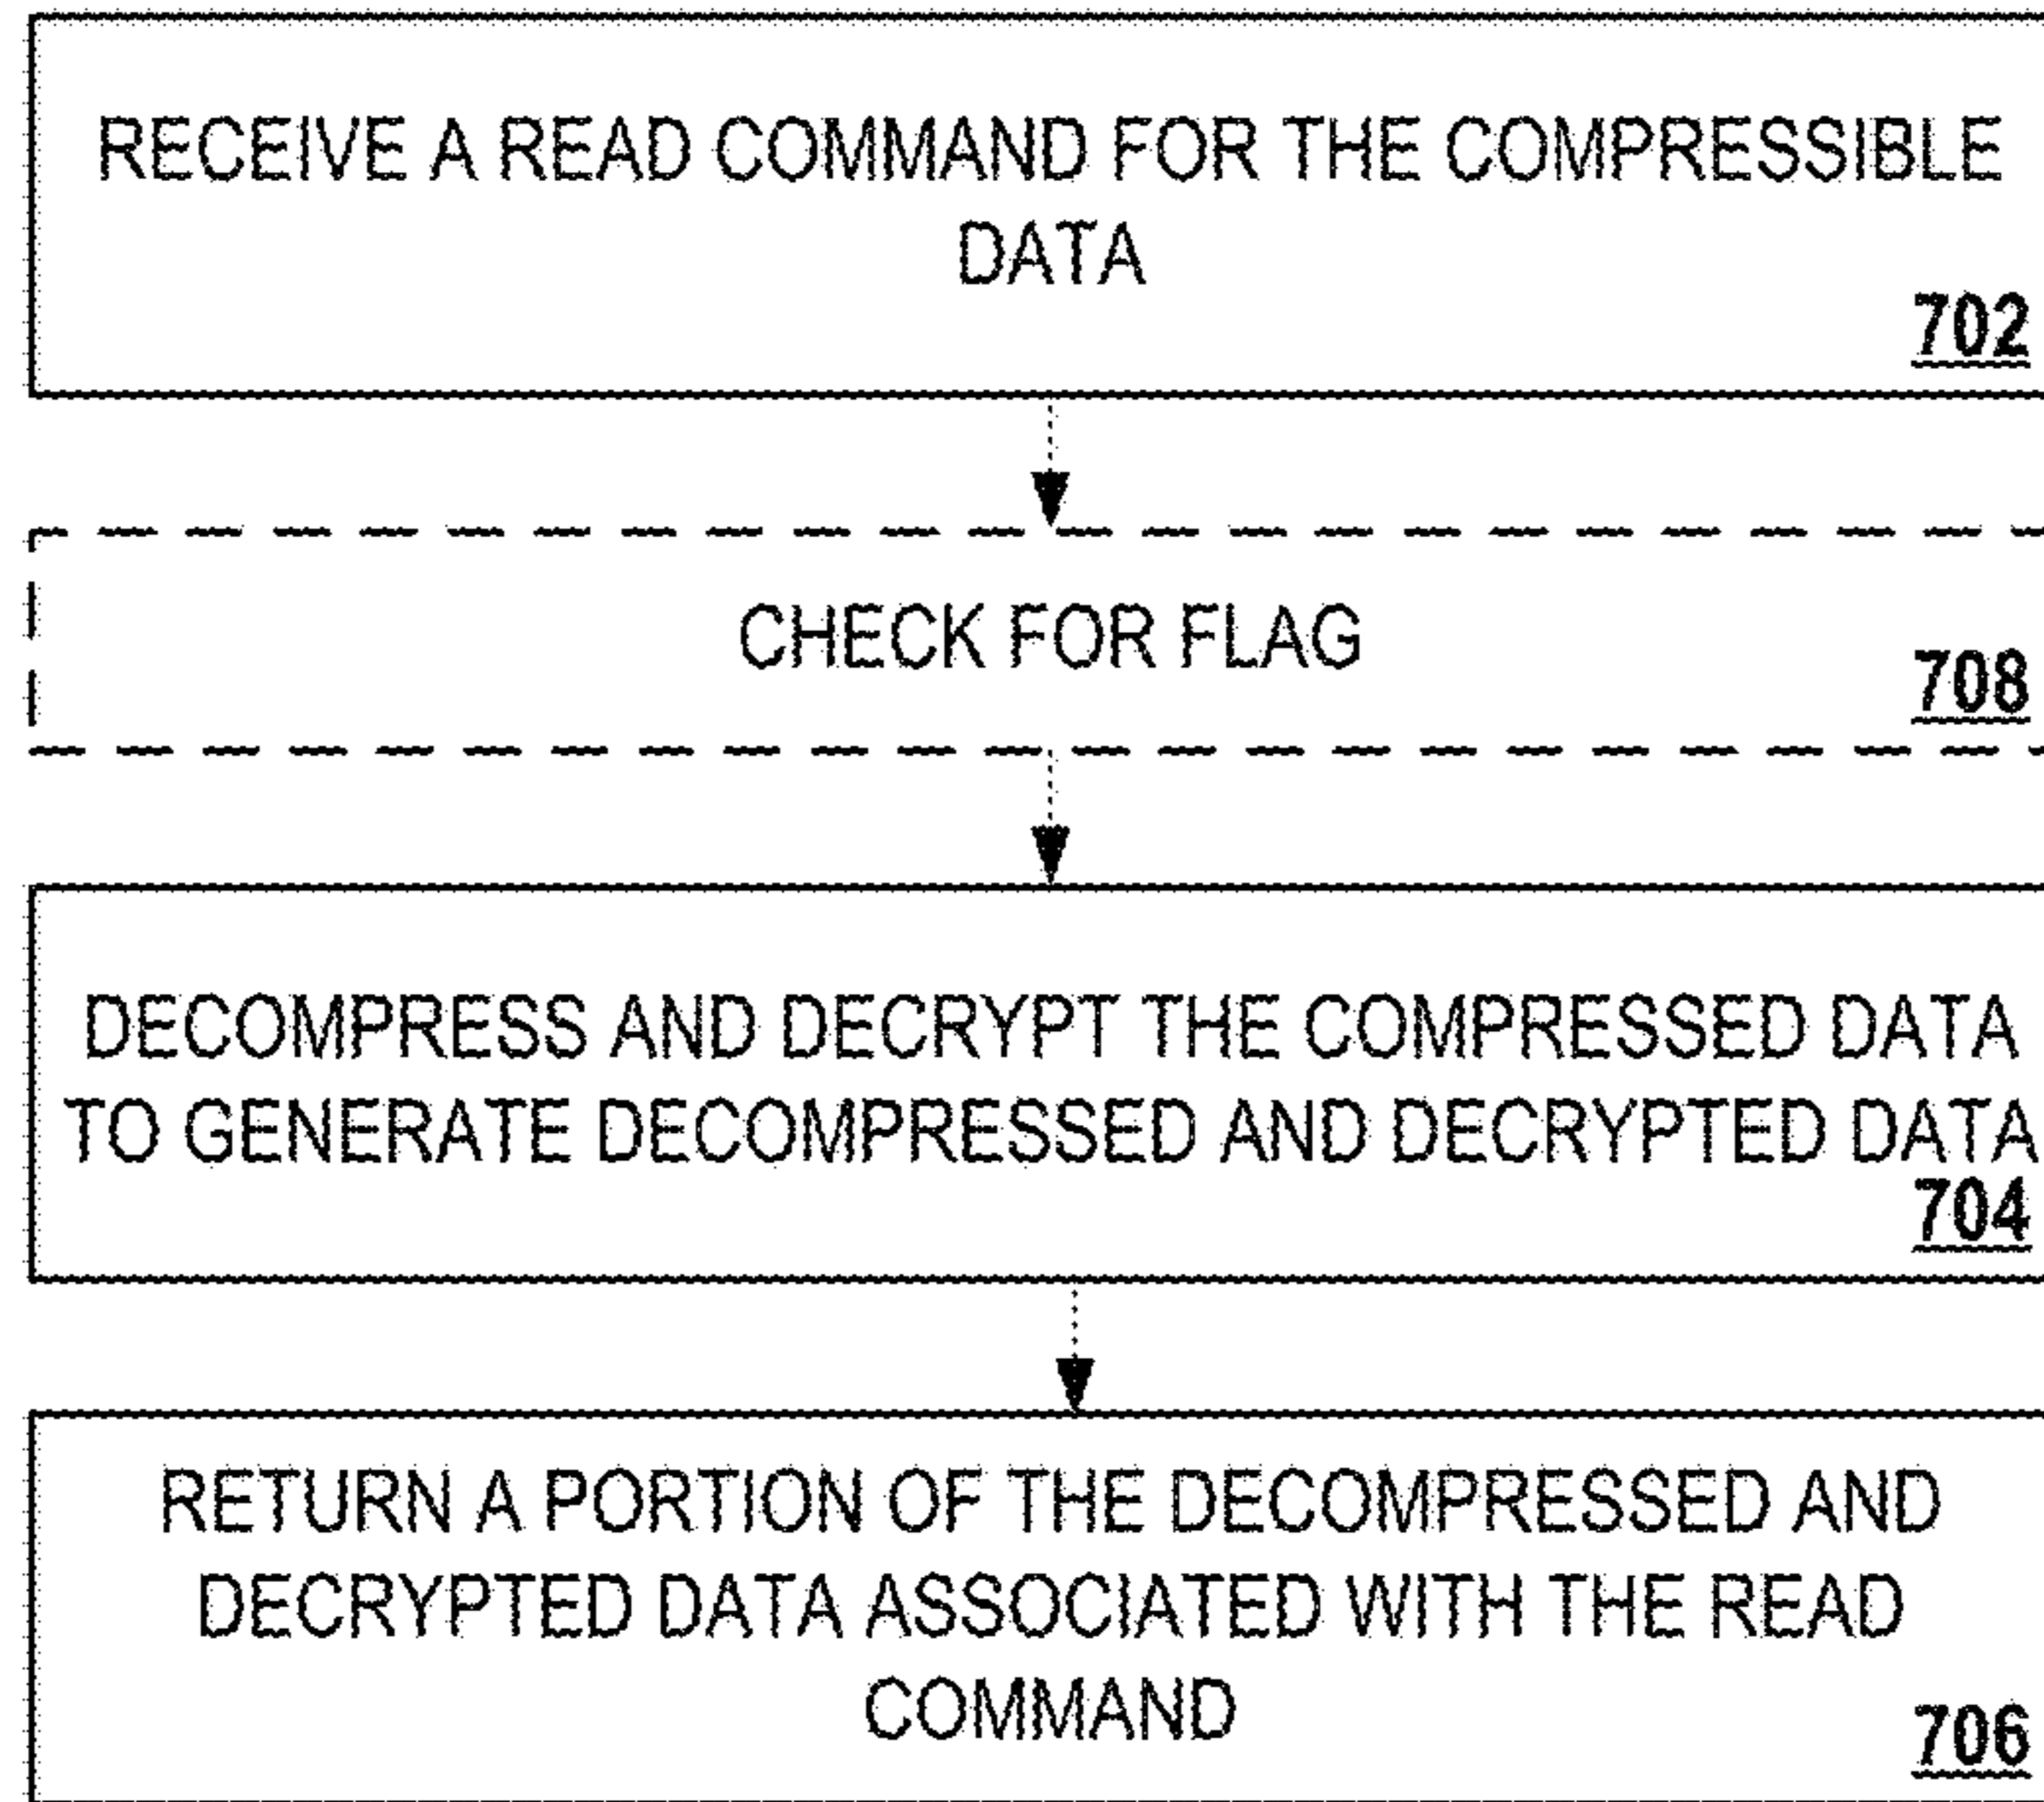 RECEIVE A READ COMMAND FOR THE COMPRESSIBLE
DATA
702
CHECK FOR FLAG
708
DECOMPRESS AND DECRYPT THE COMPRESSED DATA
TO GENERATE DECOMPRESSED AND DECRYPTED DATA
704
RETURN A PORTION OF THE DECOMPRESSED AND
DECRYPTED DATA ASSOCIATED WITH THE READ
COMMAND
706